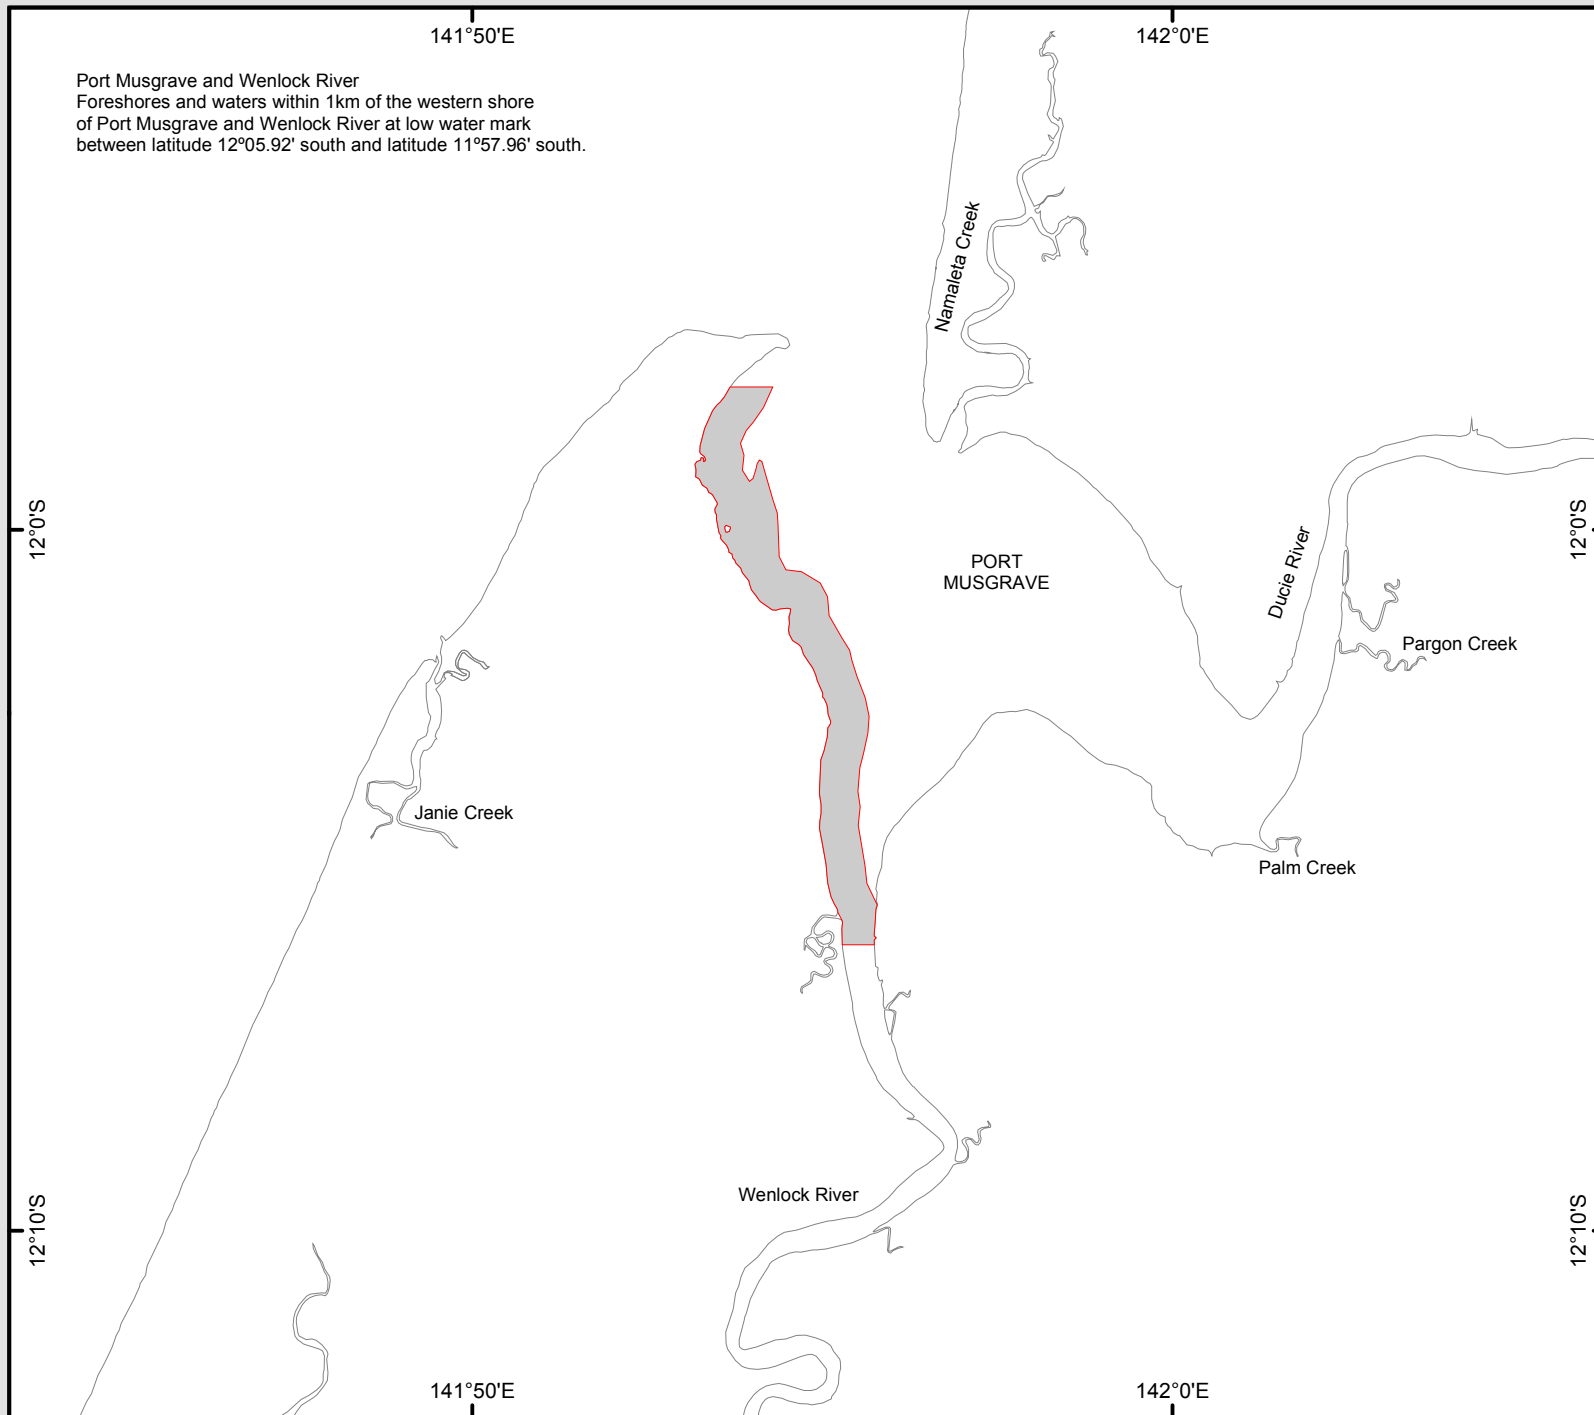 141°50'E
142°0'E
Port Musgrave and Wenlock River
Foreshores and waters within 1km of the western shore
of Port Musgrave and Wenlock River at low water mark
between latitude 12º05.92' south and latitude 11º57.96' south.
Namaleta Creek
12°0'S
12°0'S
PORT
MUSGRAVE
Ducie River
Pargon Creek
Janie Creek
Palm Creek
Wenlock River
12°10'S
12°10'S
141°50'E
142°0'E